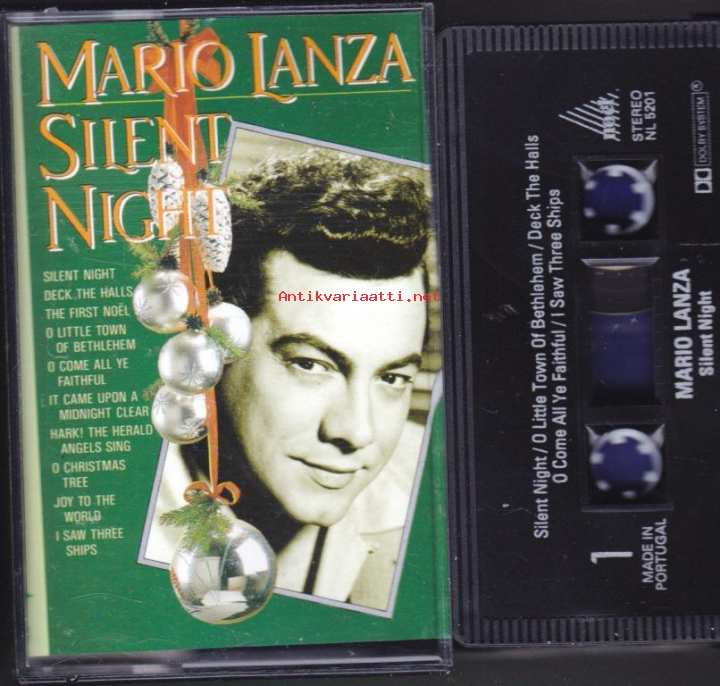 MARIO LANZA
SILENT
NIGHT
SILENT NIGHT
DECK THE HALLS
THE FIRST NOËL
O LITTLE TOWN
OF BETHLEHEM
O COME ALL YE
FAITHFUL
IT CAME UPON A
MIDNIGHT CLEAR
HARK! THE HERALD
ANGELS SING
O CHRISTMAS
TREE
JOY TO THE
WORLD
I SAW THREE
SHIPS
Antikvariaatti.net
STEREO
NL 5201
DOLBY SYSTEM ®
Silent Night / O Little Town Of Bethlehem / Deck The Halls
O Come All Ye Faithful / I Saw Three Ships
MARIO LANZA
Silent Night
1
MADE IN
PORTUGAL